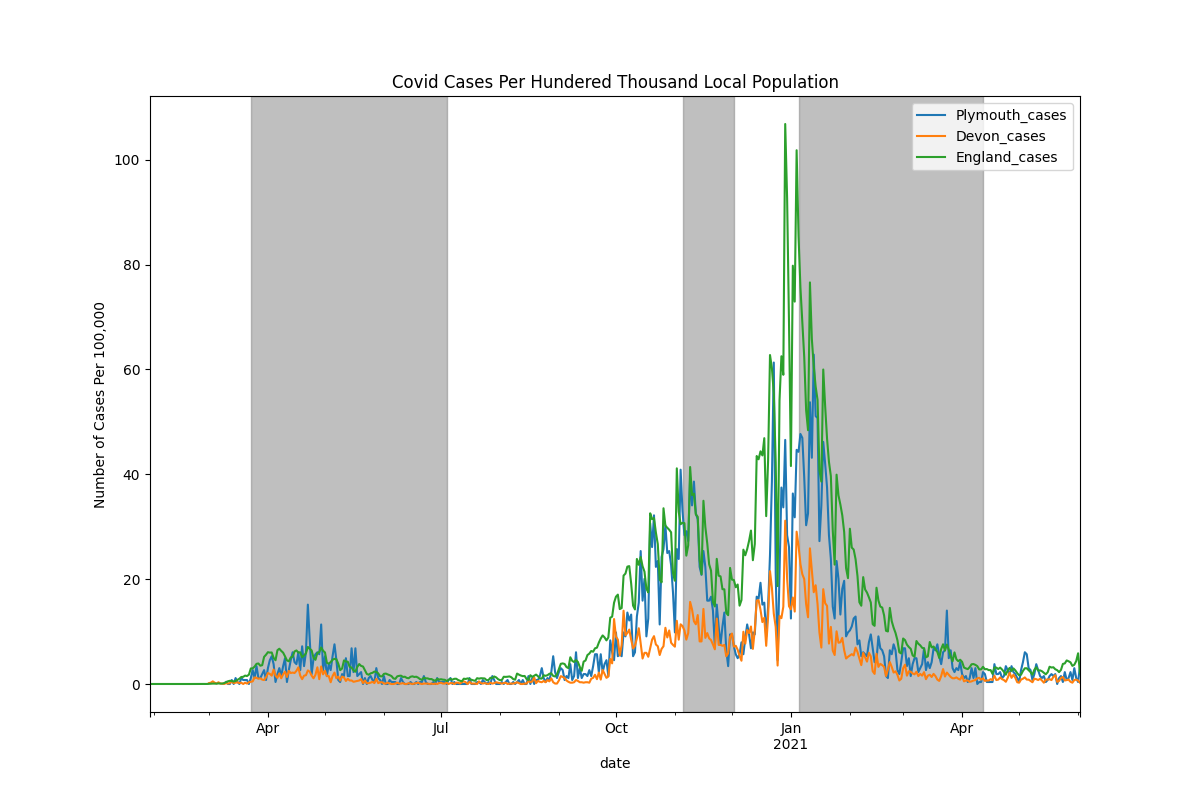 Covid Cases Per Hundered Thousand Local Population
Plymouth_cases
Devon_cases
England_cases
Number of Cases Per 100,000
100
80
60
40
20
0
Apr
Jul
Oct
Jan
2021
Apr
date